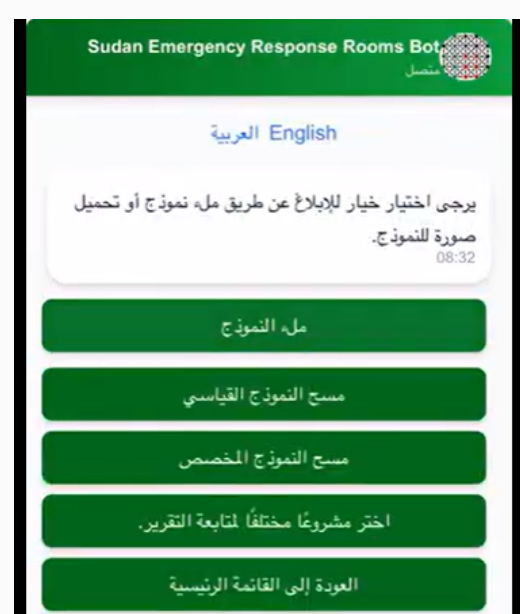 Sudan Emergency Response Rooms Bot
متصل
English العربية
يرجى اختيار خيار للإبلاغ عن طريق ملء نموذج أو تحميل
صورة للنموذج.
08:32
ملء النموذج
مسح النموذج القياسي
مسح النموذج المخصص
اختر مشروعًا مختلفًا لمتابعة التقرير.
العودة إلى القائمة الرئيسية